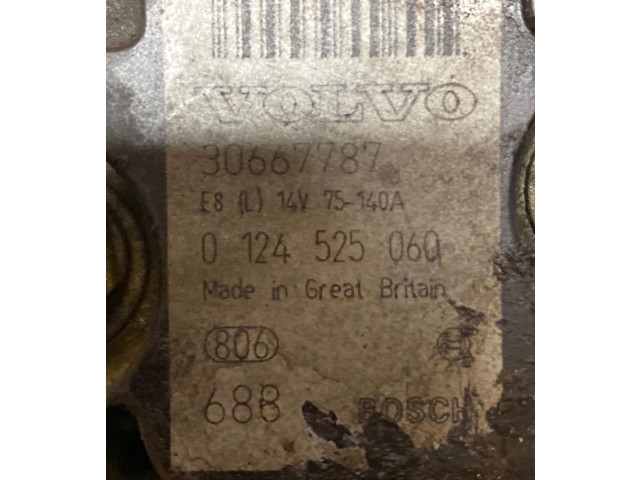 VOLVO
30667787
E8 (L) 14V 75-140A
0 124 525 060
Made in Great Britain
806
688 BOSCH